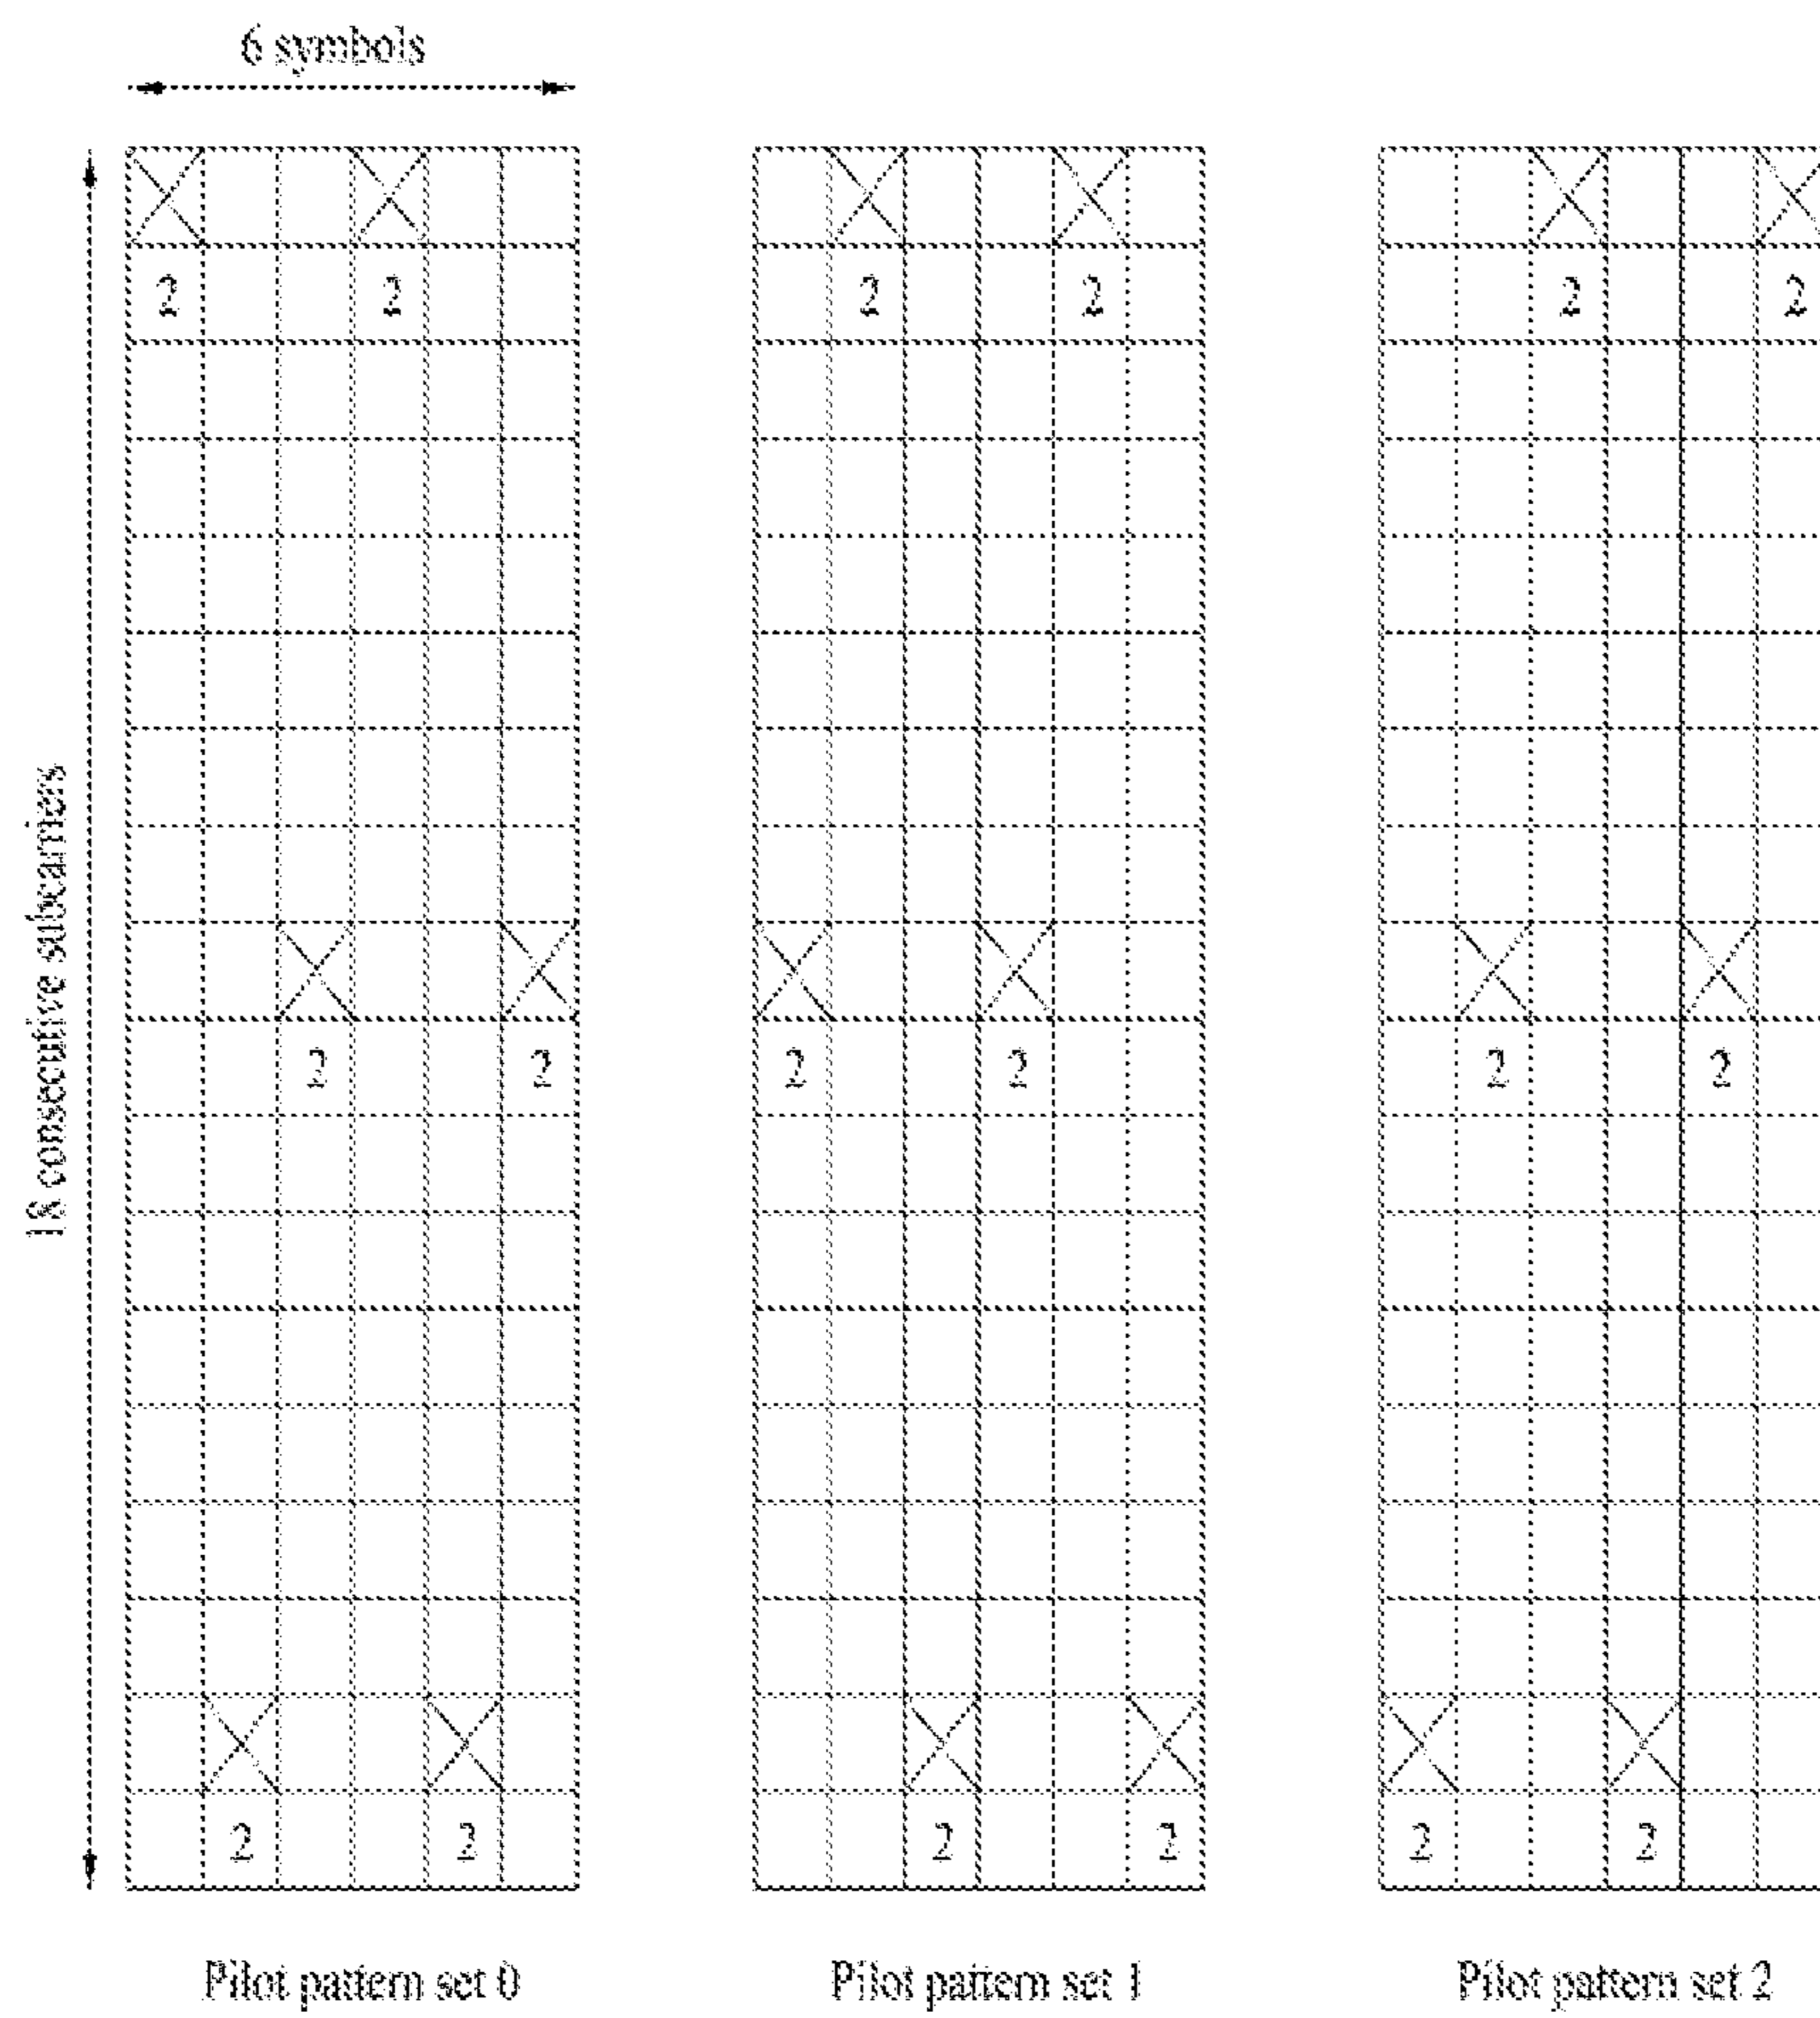 6 symbols
2 2 2 2 2 2
18 consecutive subcarriers
2 2 2 2 2 2
2 2 2 2 2 2
Pilot pattern set 0 Pilot pattern set 1 Pilot pattern set 2